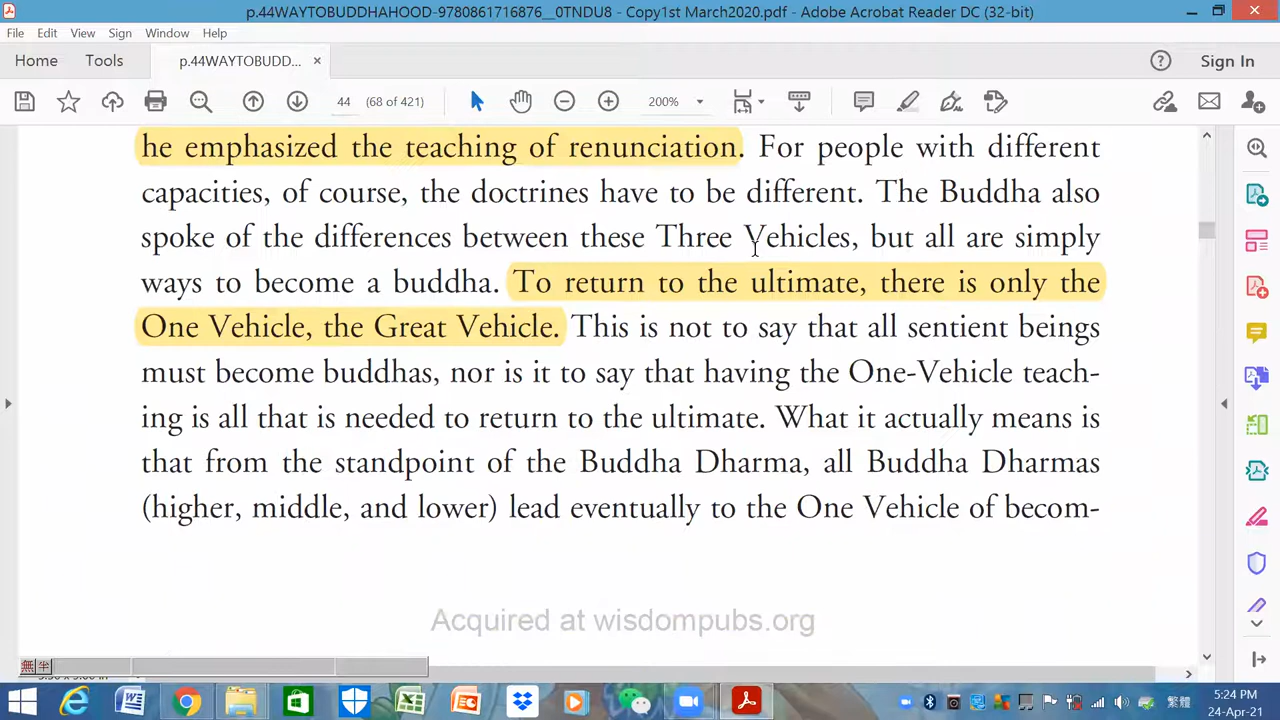 p.44WAYTOBUDDHAHOOD-9780861716876__0TNDU8 - Copy1st March2020.pdf - Adobe Acrobat Reader DC (32-bit)
File Edit View Sign Window Help
Home Tools p.44WAYTOBUDD... × Sign In
44 (68 of 421) 200%
he emphasized the teaching of renunciation. For people with different
capacities, of course, the doctrines have to be different. The Buddha also
spoke of the differences between these Three Vehicles, but all are simply
ways to become a buddha. To return to the ultimate, there is only the
One Vehicle, the Great Vehicle. This is not to say that all sentient beings
must become buddhas, nor is it to say that having the One-Vehicle teach-
ing is all that is needed to return to the ultimate. What it actually means is
that from the standpoint of the Buddha Dharma, all Buddha Dharmas
(higher, middle, and lower) lead eventually to the One Vehicle of becom-
Acquired at wisdompubs.org
無 半
5:24 PM
繁體
24-Apr-21